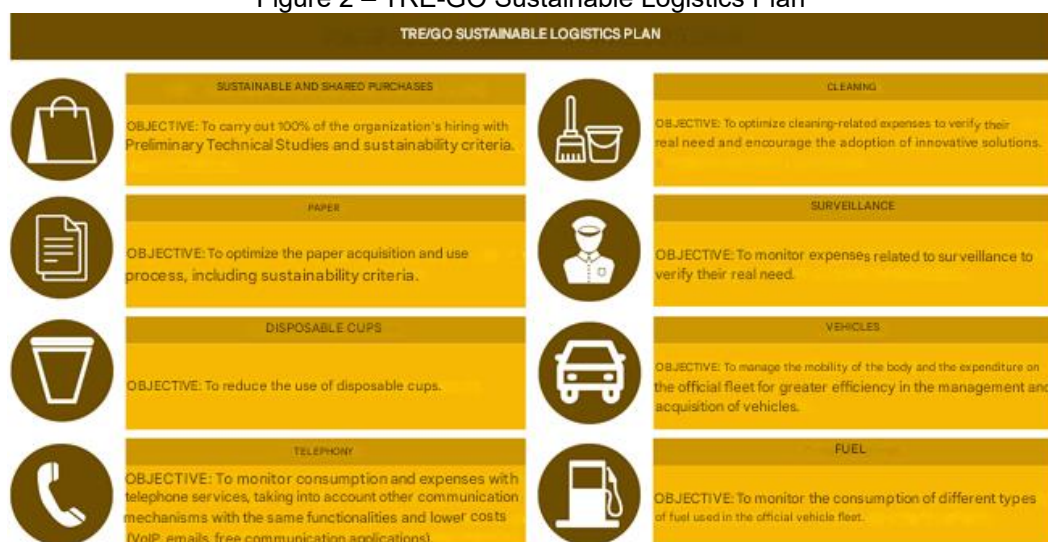 Figure 2 – TRE-GO Sustainable Logistics Plan
TRE/GO SUSTAINABLE LOGISTICS PLAN
SUSTAINABLE AND SHARED PURCHASES
OBJECTIVE: To carry out 100% of the organization's hiring with
Preliminary Technical Studies and sustainability criteria.
CLEANING
OBJECTIVE: To optimize cleaning-related expenses to verify their
real need and encourage the adoption of innovative solutions.
PAPER
OBJECTIVE: To optimize the paper acquisition and use
process, including sustainability criteria.
SURVEILLANCE
OBJECTIVE: To monitor expenses related to surveillance to
verify their real need.
DISPOSABLE CUPS
OBJECTIVE: To reduce the use of disposable cups.
VEHICLES
OBJECTIVE: To manage the mobility of the body and the expenditure on
the official fleet for greater efficiency in the management and
acquisition of vehicles.
TELEPHONY
OBJECTIVE: To monitor consumption and expenses with
telephone services, taking into account other communication
mechanisms with the same functionalities and lower costs
(VoIP, emails, free communication applications).
FUEL
OBJECTIVE: To monitor the consumption of different types
of fuel used in the official vehicle fleet.